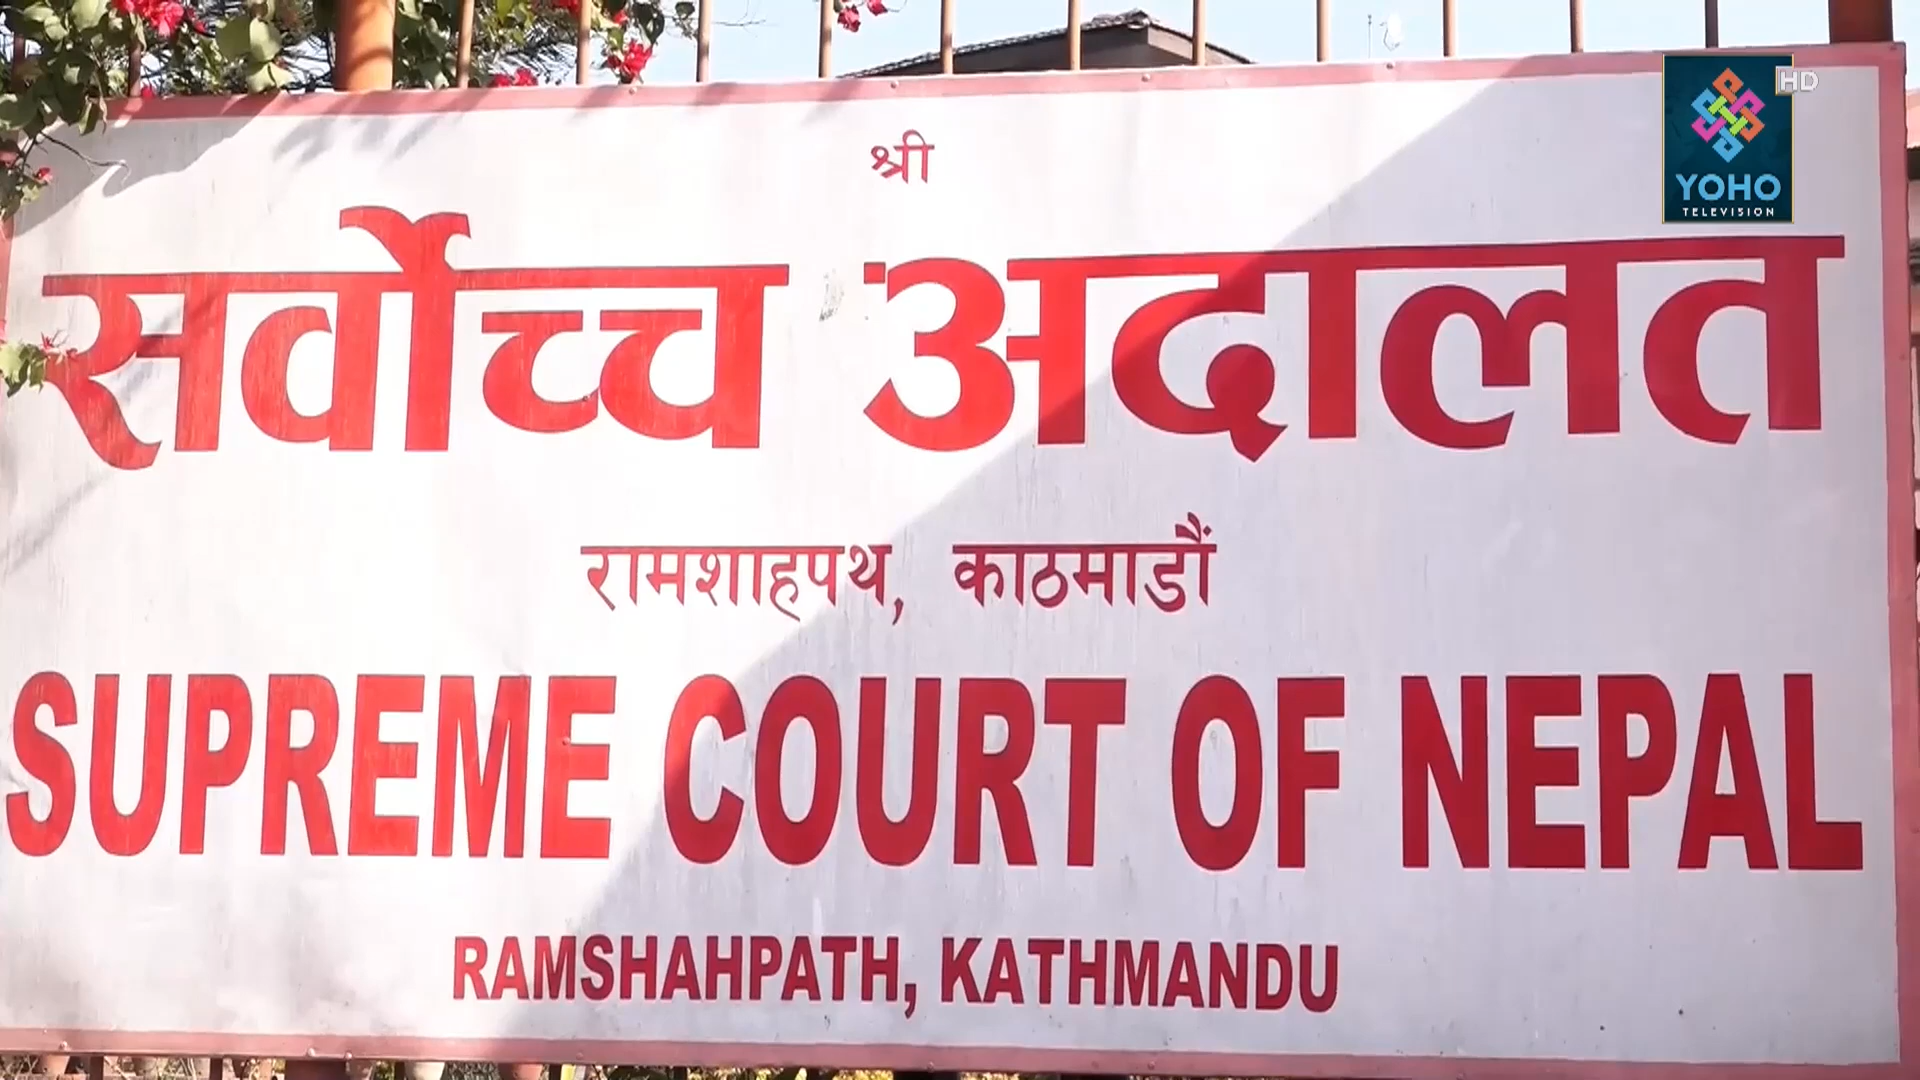 HD
YOHO
TELEVISION
श्री
सर्वोच्च अदालत
रामशाहपथ, काठमाडौं
SUPREME COURT OF NEPAL
RAMSHAHPATH, KATHMANDU